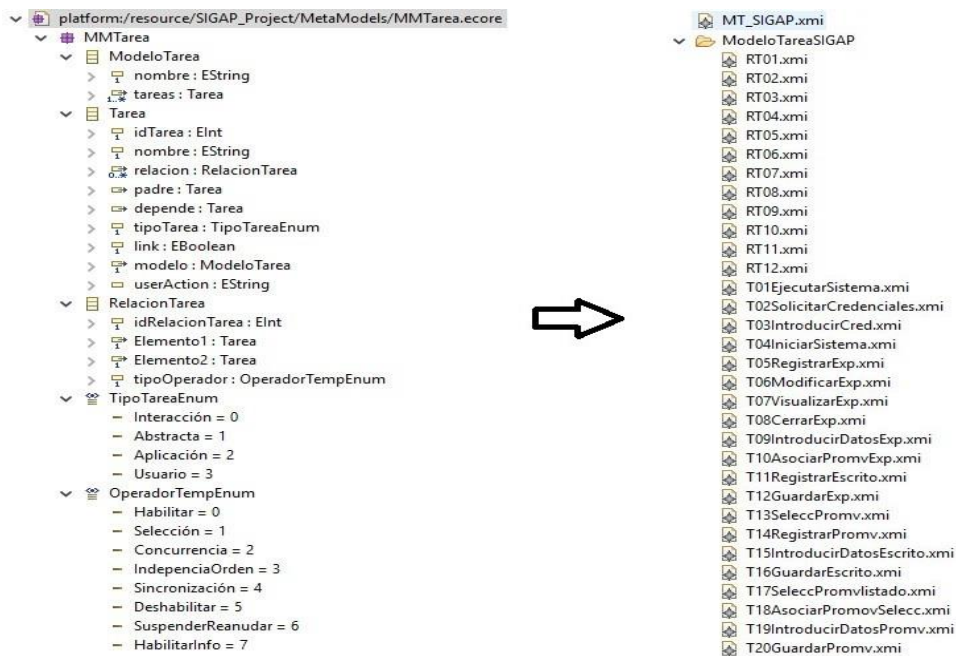 platform:/resource/SIGAP_Project/MetaModels/MMTarea.ecore
MMTarea
ModeloTarea
nombre : EString
1..* tareas : Tarea
Tarea
idTarea : EInt
nombre : EString
0..* relacion : RelacionTarea
padre : Tarea
depende : Tarea
tipoTarea : TipoTareaEnum
link : EBoolean
modelo : ModeloTarea
userAction : EString
RelacionTarea
idRelacionTarea : EInt
Elemento1 : Tarea
Elemento2 : Tarea
tipoOperador : OperadorTempEnum
TipoTareaEnum
Interacción = 0
Abstracta = 1
Aplicación = 2
Usuario = 3
OperadorTempEnum
Habilitar = 0
Selección = 1
Concurrencia = 2
IndepenciaOrden = 3
Sincronización = 4
Deshabilitar = 5
SuspenderReanudar = 6
HabilitarInfo = 7
MT_SIGAP.xmi
ModeloTareaSIGAP
RT01.xmi
RT02.xmi
RT03.xmi
RT04.xmi
RT05.xmi
RT06.xmi
RT07.xmi
RT08.xmi
RT09.xmi
RT10.xmi
RT11.xmi
RT12.xmi
T01EjecutarSistema.xmi
T02SolicitarCredenciales.xmi
T03IntroducirCred.xmi
T04IniciarSistema.xmi
T05RegistrarExp.xmi
T06ModificarExp.xmi
T07VisualizarExp.xmi
T08CerrarExp.xmi
T09IntroducirDatosExp.xmi
T10AsociarPromvExp.xmi
T11RegistrarEscrito.xmi
T12GuardarExp.xmi
T13SeleccPromv.xmi
T14RegistrarPromv.xmi
T15IntroducirDatosEscrito.xmi
T16GuardarEscrito.xmi
T17SeleccPromvlistado.xmi
T18AsociarPromovSelecc.xmi
T19IntroducirDatosPromv.xmi
T20GuardarPromv.xmi